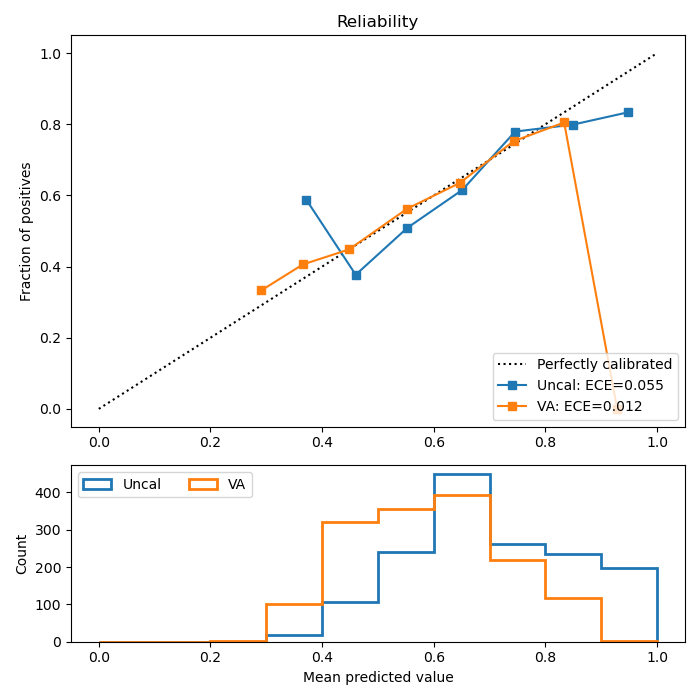 Reliability
1.0
0.8
0.6
0.4
0.2
0.0
Fraction of positives
Perfectly calibrated
Uncal: ECE=0.055
VA: ECE=0.012
0.0 0.2 0.4 0.6 0.8 1.0
Uncal VA
400
300
200
100
0
Count
0.0 0.2 0.4 0.6 0.8 1.0
Mean predicted value